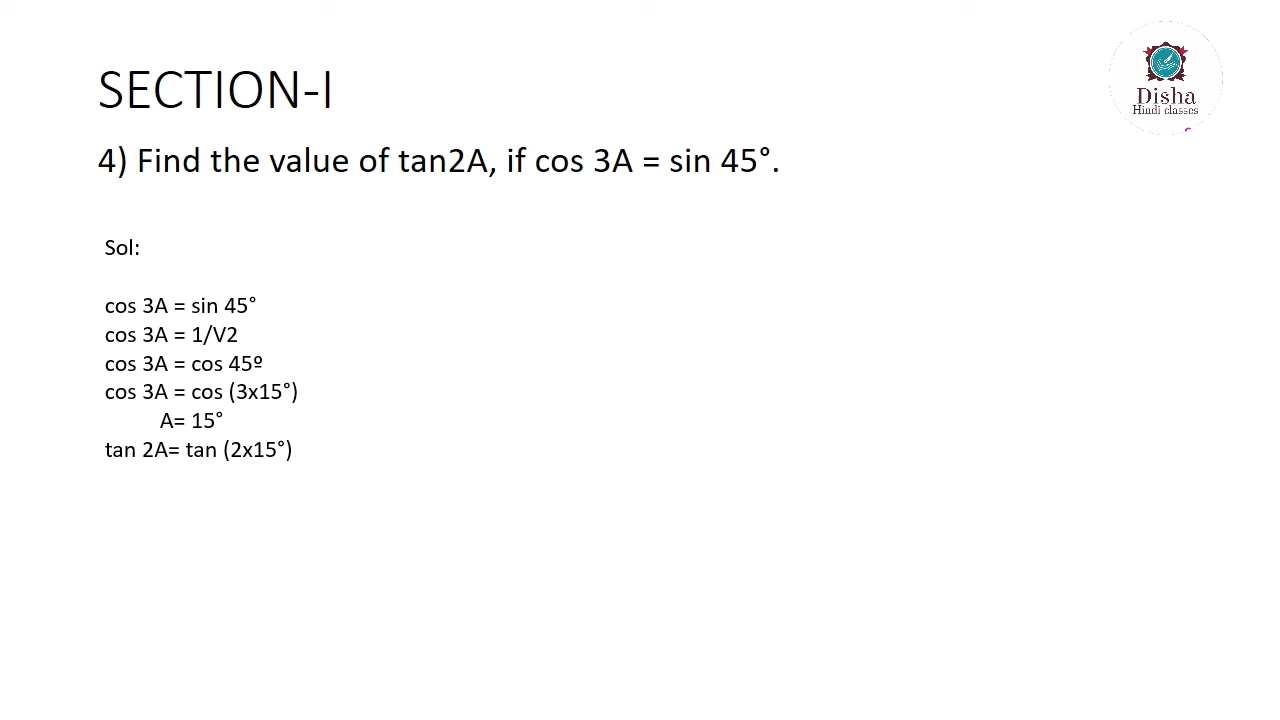 Disha
Hindi classes
SECTION-I
4) Find the value of tan2A, if cos 3A = sin 45°.
Sol:
cos 3A = sin 45°
cos 3A = 1/V2
cos 3A = cos 45º
cos 3A = cos (3x15°)
A= 15°
tan 2A= tan (2x15°)